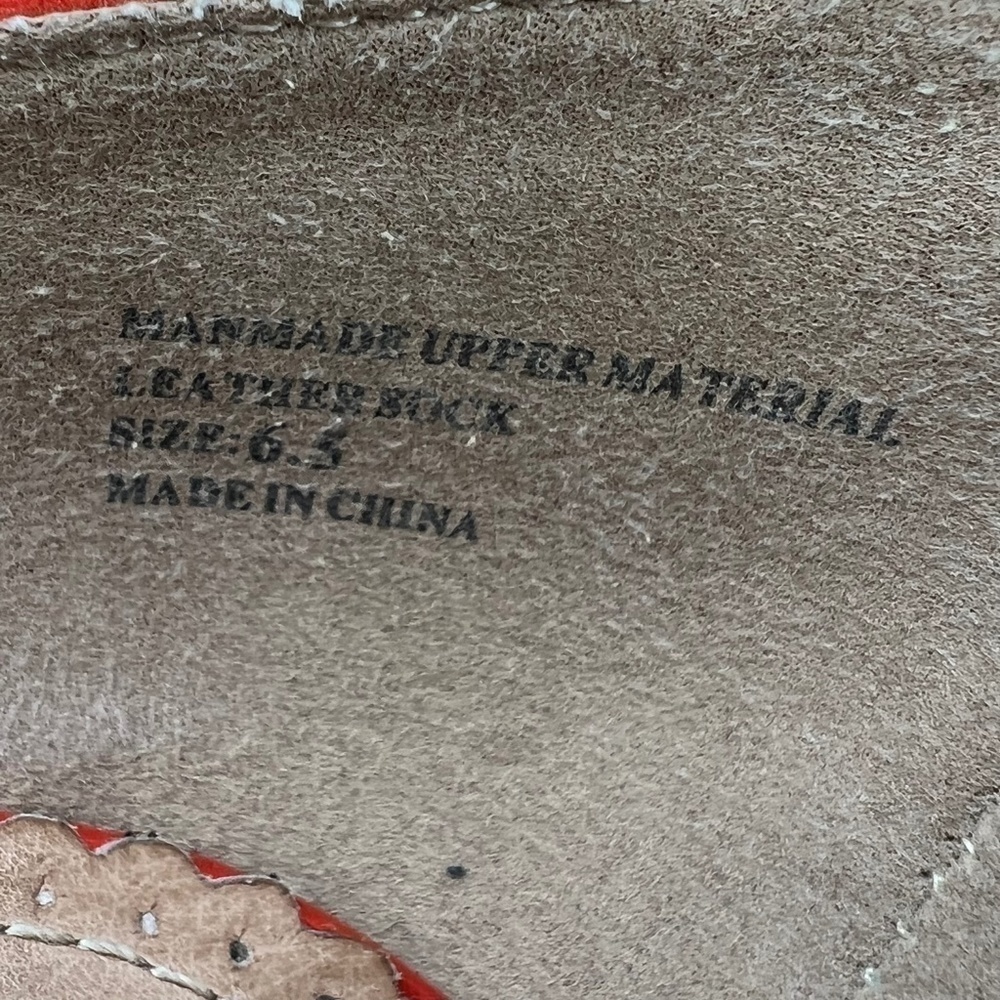 MANMADE UPPER MATERIAL
LEATHER SOCK
SIZE: 6.5
MADE IN CHINA